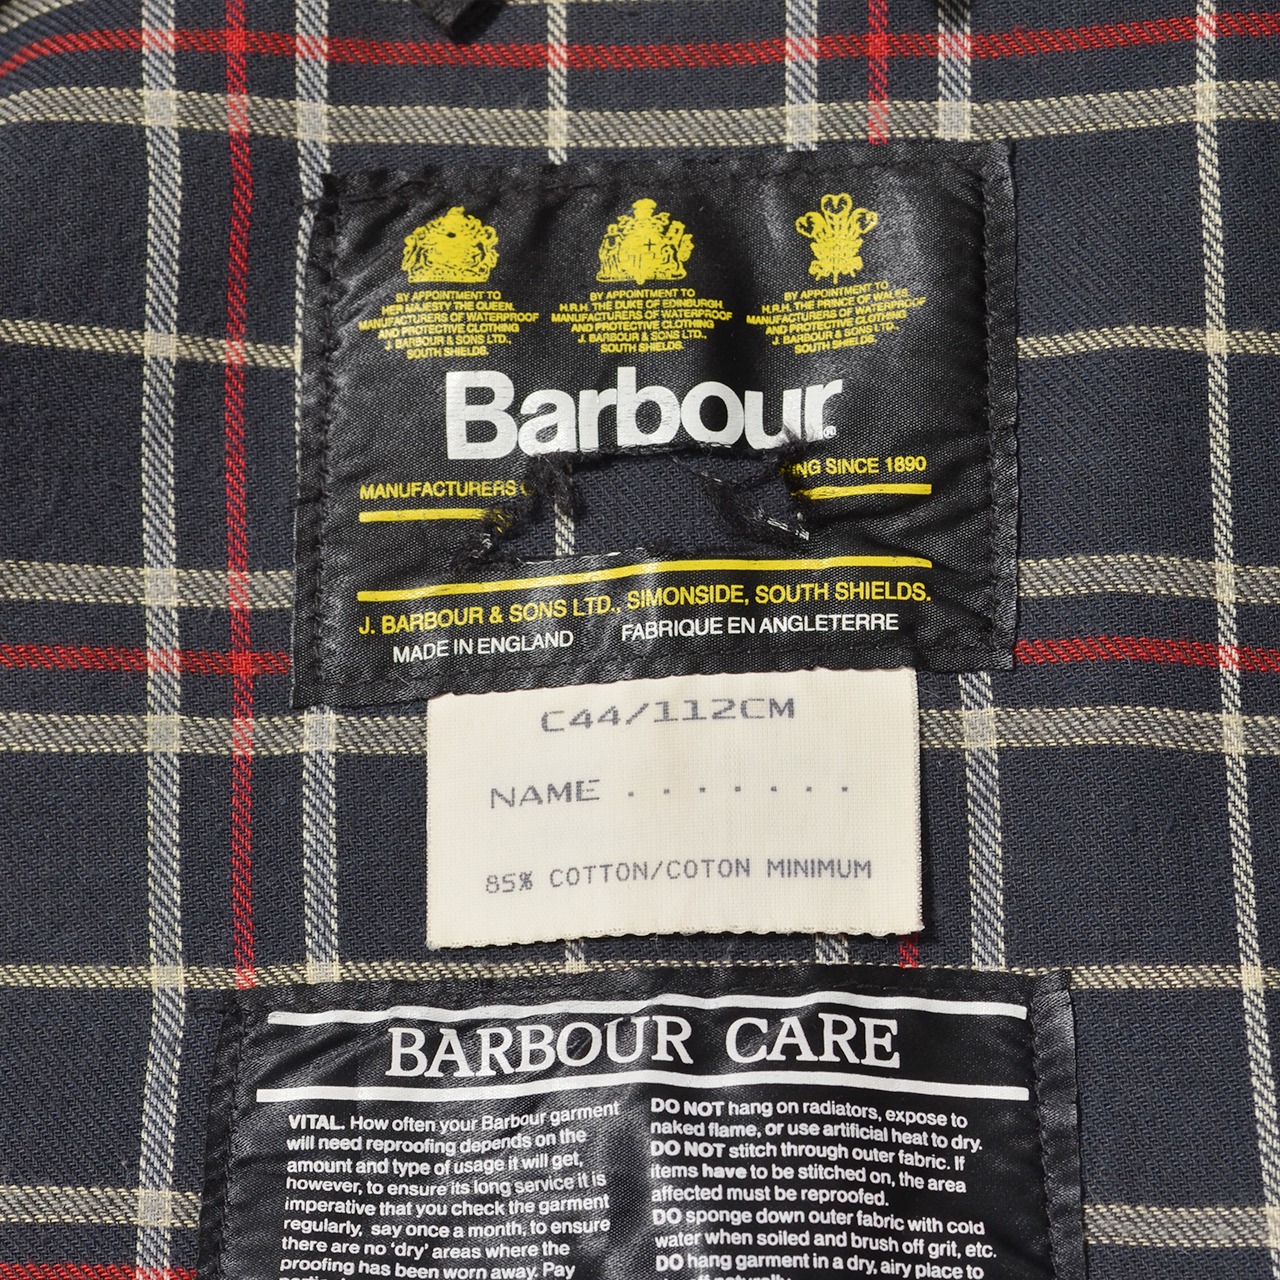 BY APPOINTMENT TO
HER MAJESTY THE QUEEN.
MANUFACTURERS OF WATERPROOF
AND PROTECTIVE CLOTHING
J. BARBOUR & SONS LTD.,
SOUTH SHIELDS.
BY APPOINTMENT TO
H.R.H. THE DUKE OF EDINBURGH
MANUFACTURERS OF WATERPROOF
AND PROTECTIVE CLOTHING
J. BARBOUR & SONS LTD.,
SOUTH SHIELDS.
BY APPOINTMENT TO
H.R.H. THE PRINCE OF WALES
MANUFACTURERS OF WATERPROOF
AND PROTECTIVE CLOTHING
J. BARBOUR & SONS LTD.,
SOUTH SHIELDS.
Barbour®
MANUFACTURERS ING SINCE 1890
J. BARBOUR & SONS LTD., SIMONSIDE, SOUTH SHIELDS.
MADE IN ENGLAND FABRIQUE EN ANGLETERRE
C44/112CM
NAME . . . . . . .
85% COTTON/COTON MINIMUM
BARBOUR CARE
VITAL. How often your Barbour garment
will need reproofing depends on the
amount and type of usage it will get,
however, to ensure its long service it is
imperative that you check the garment
regularly, say once a month, to ensure
there are no 'dry' areas where the
proofing has been worn away. Pay
DO NOT hang on radiators, expose to
naked flame, or use artificial heat to dry.
DO NOT stitch through outer fabric. If
items have to be stitched on, the area
affected must be reproofed.
DO sponge down outer fabric with cold
water when soiled and brush off grit, etc.
DO hang garment in a dry, airy place to